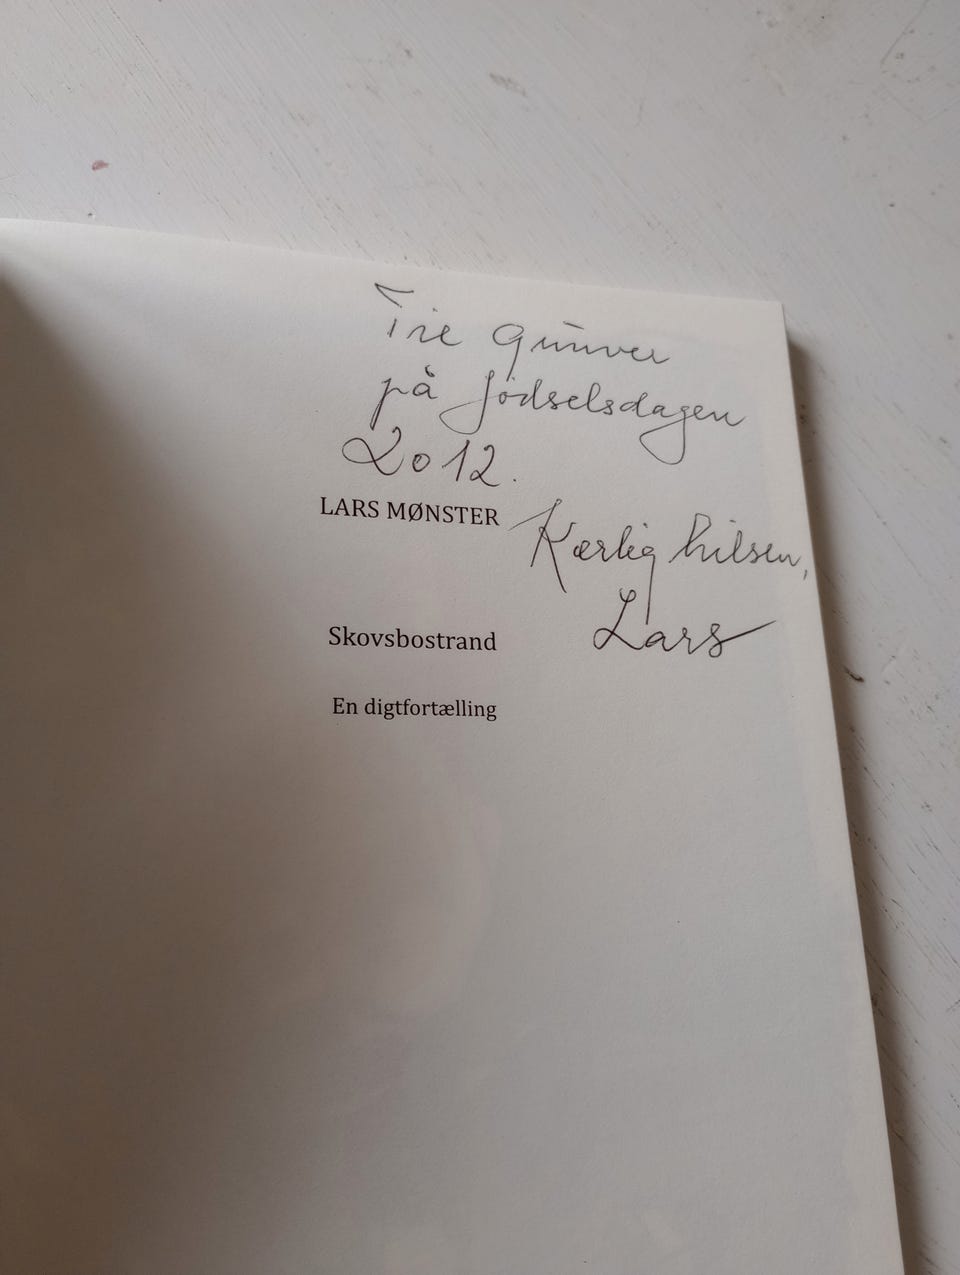 Til Gunver
på fødselsdagen
2012.
LARS MØNSTER
Kærlig hilsen,
Lars
Skovsbostrand
En digtfortælling